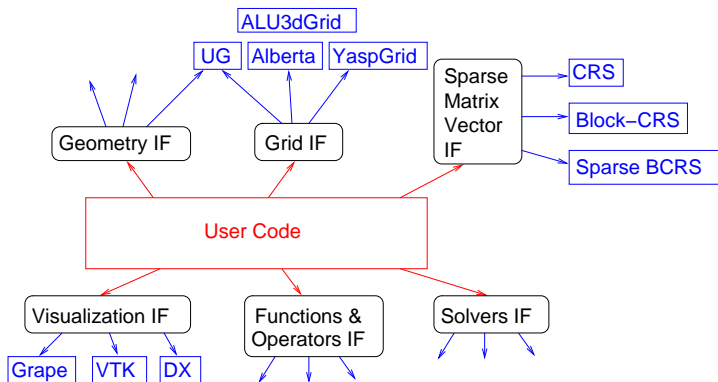 ALU3dGrid
UG
Alberta
YaspGrid
Sparse
Matrix
Vector
IF
CRS
Block−CRS
Sparse BCRS
Geometry IF
Grid IF
User Code
Visualization IF
Functions &
Operators IF
Solvers IF
Grape
VTK
DX